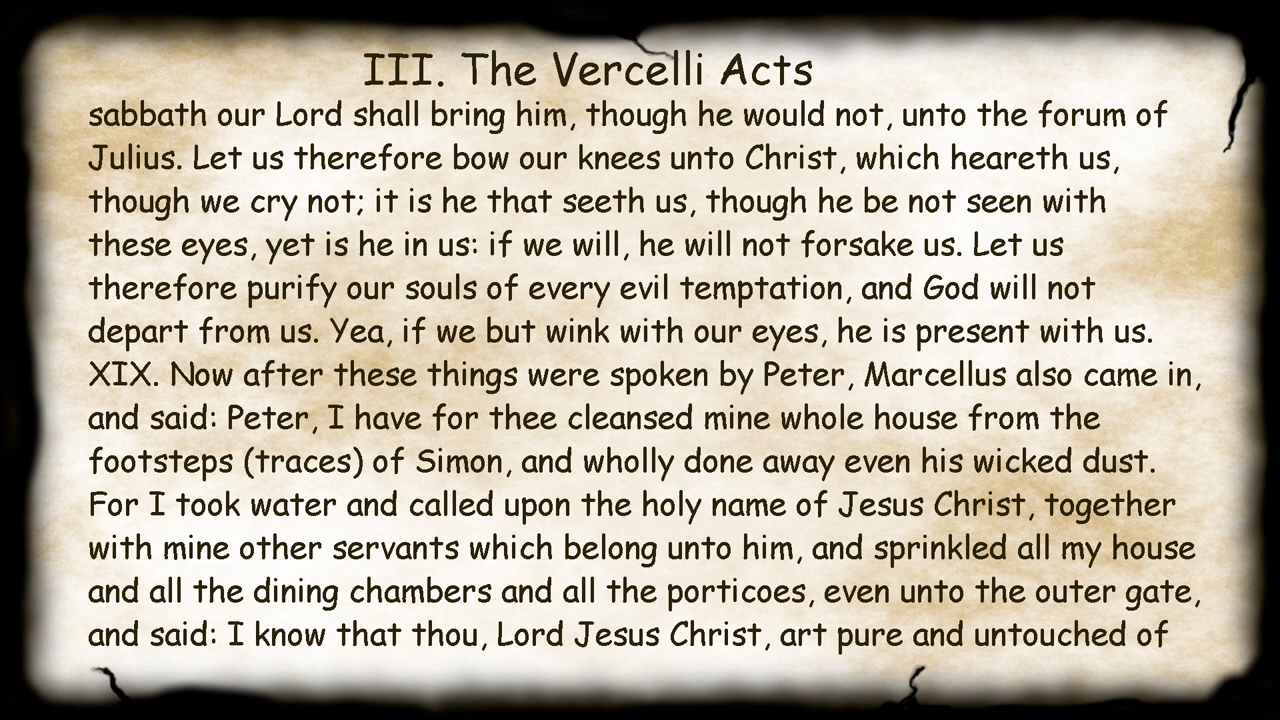 III. The Vercelli Acts
sabbath our Lord shall bring him, though he would not, unto the forum of
Julius. Let us therefore bow our knees unto Christ, which heareth us,
though we cry not; it is he that seeth us, though he be not seen with
these eyes, yet is he in us: if we will, he will not forsake us. Let us
therefore purify our souls of every evil temptation, and God will not
depart from us. Yea, if we but wink with our eyes, he is present with us.
XIX. Now after these things were spoken by Peter, Marcellus also came in,
and said: Peter, I have for thee cleansed mine whole house from the
footsteps (traces) of Simon, and wholly done away even his wicked dust.
For I took water and called upon the holy name of Jesus Christ, together
with mine other servants which belong unto him, and sprinkled all my house
and all the dining chambers and all the porticoes, even unto the outer gate,
and said: I know that thou, Lord Jesus Christ, art pure and untouched of